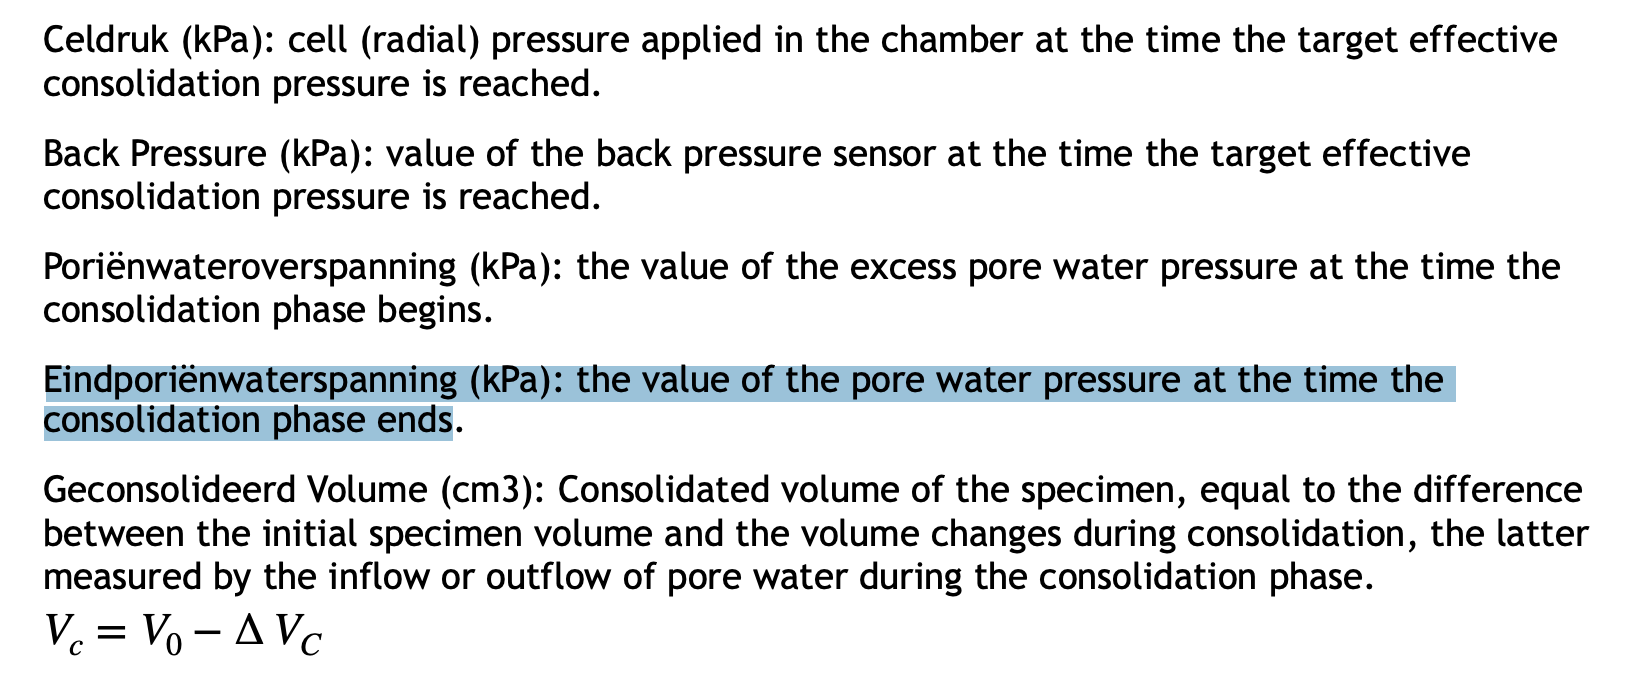 Celdruk (kPa): cell (radial) pressure applied in the chamber at the time the target effective
consolidation pressure is reached.
Back Pressure (kPa): value of the back pressure sensor at the time the target effective
consolidation pressure is reached.
Poriënwateroverspanning (kPa): the value of the excess pore water pressure at the time the
consolidation phase begins.
Eindporiënwaterspanning (kPa): the value of the pore water pressure at the time the
consolidation phase ends.
Geconsolideerd Volume (cm3): Consolidated volume of the specimen, equal to the difference
between the initial specimen volume and the volume changes during consolidation, the latter
measured by the inflow or outflow of pore water during the consolidation phase.
V_c = V_0 − Δ V_C